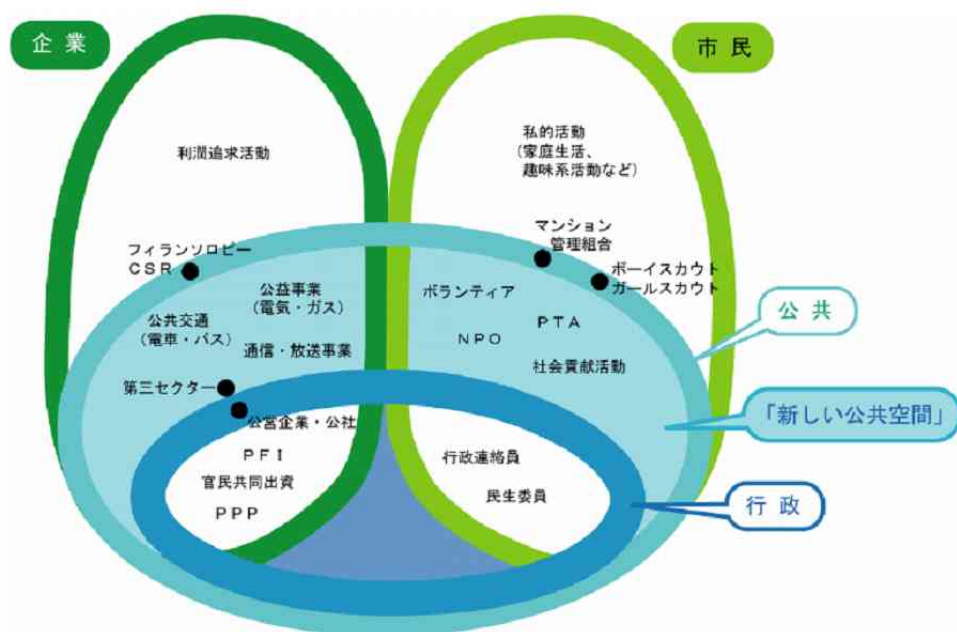 企業
市民
利潤追求活動
私的活動
(家庭生活、
趣味系活動など)
フィランソロピー
CSR
マンション
管理組合
ボーイスカウト
ガールスカウト
公益事業
(電気・ガス)
公共交通
(電車・バス)
通信・放送事業
ボランティア
PTA
NPO
社会貢献活動
公共
「新しい公共空間」
第三セクター
公営企業・公社
PFI
官民共同出資
PPP
行政連絡員
民生委員
行政